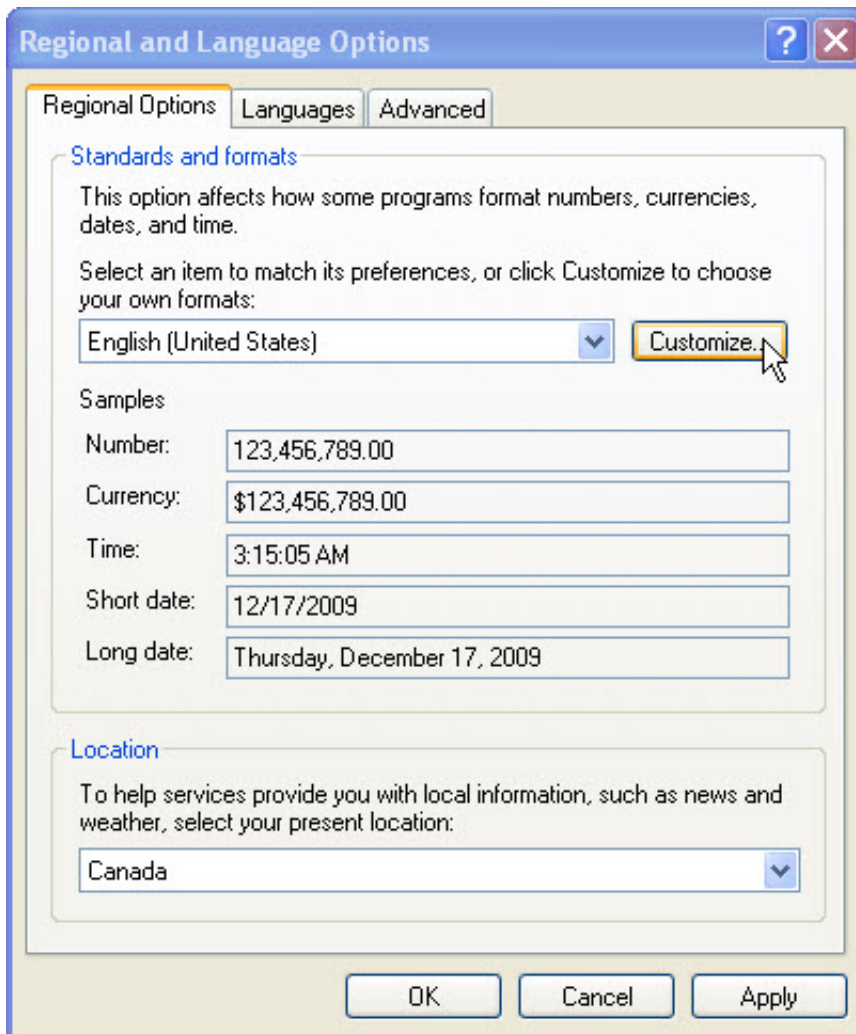 Regional and Language Options
Regional Options
Languages
Advanced
Standards and formats
This option affects how some programs format numbers, currencies,
dates, and time.
Select an item to match its preferences, or click Customize to choose
your own formats:
English (United States)
Customize..
Samples
Number:
123,456,789.00
Currency:
$123,456,789.00
Time:
3:15:05 AM
Short date:
12/17/2009
Long date:
Thursday, December 17, 2009
Location
To help services provide you with local information, such as news and
weather, select your present location:
Canada
OK
Cancel
Apply